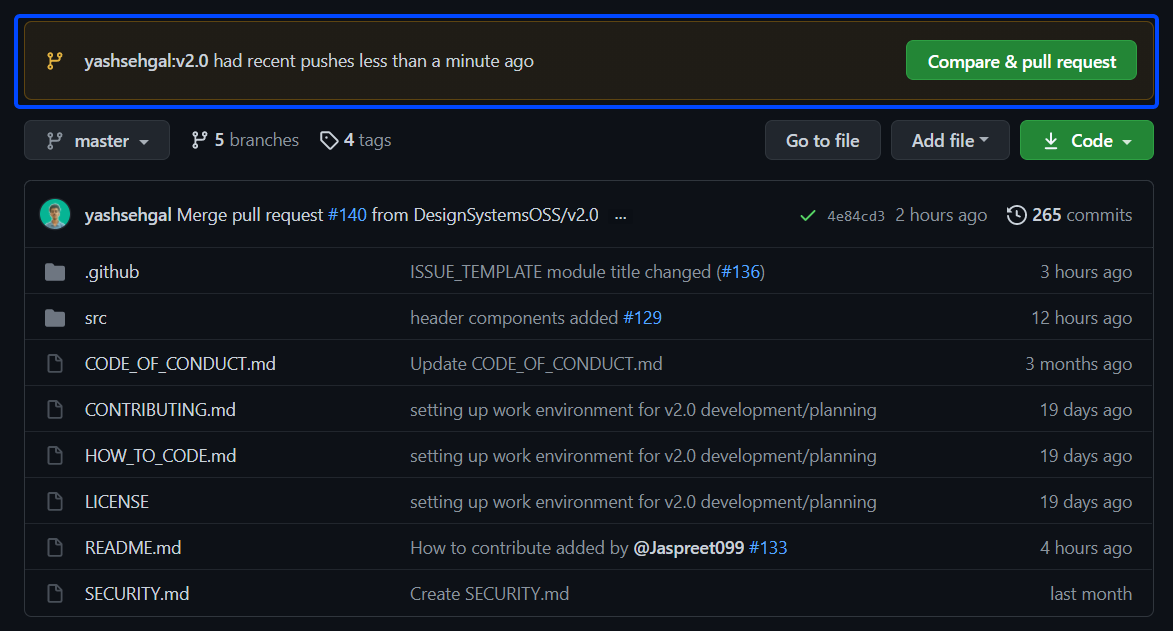 yashsehgal:v2.0 had recent pushes less than a minute ago Compare & pull request
master 5 branches 4 tags Go to file Add file Code
yashsehgal Merge pull request #140 from DesignSystemsOSS/v2.0 ... 4e84cd3 2 hours ago 265 commits
.github ISSUE_TEMPLATE module title changed (#136) 3 hours ago
src header components added #129 12 hours ago
CODE_OF_CONDUCT.md Update CODE_OF_CONDUCT.md 3 months ago
CONTRIBUTING.md setting up work environment for v2.0 development/planning 19 days ago
HOW_TO_CODE.md setting up work environment for v2.0 development/planning 19 days ago
LICENSE setting up work environment for v2.0 development/planning 19 days ago
README.md How to contribute added by @Jaspreet099 #133 4 hours ago
SECURITY.md Create SECURITY.md last month